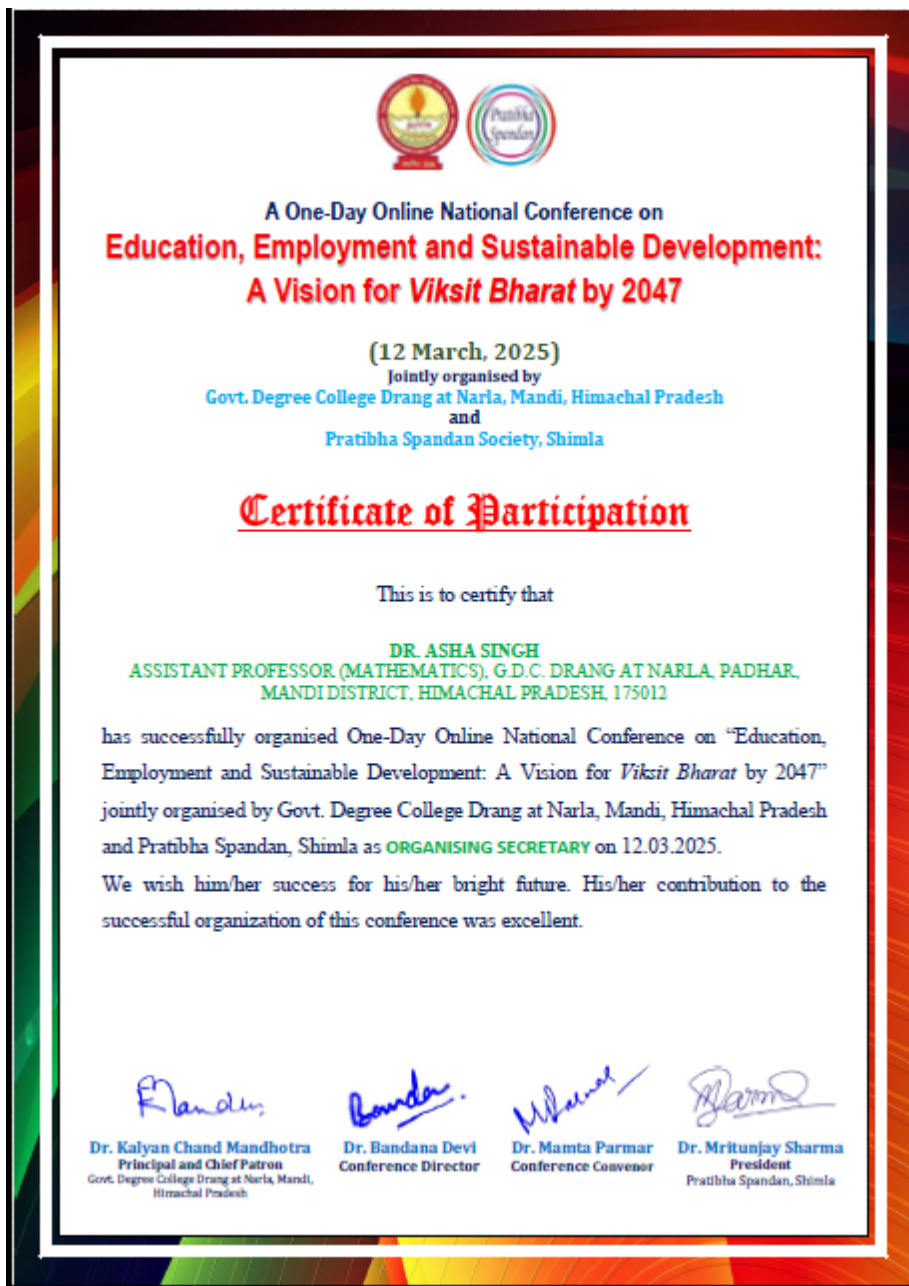 Pratibha
Spandan
A One-Day Online National Conference on
Education, Employment and Sustainable Development:
A Vision for Viksit Bharat by 2047
(12 March, 2025)
Jointly organised by
Govt. Degree College Drang at Narla, Mandi, Himachal Pradesh
and
Pratibha Spandan Society, Shimla
Certificate of Participation
This is to certify that
DR. ASHA SINGH
ASSISTANT PROFESSOR (MATHEMATICS), G.D.C. DRANG AT NARLA, PADHAR,
MANDI DISTRICT, HIMACHAL PRADESH, 175012
has successfully organised One-Day Online National Conference on “Education,
Employment and Sustainable Development: A Vision for Viksit Bharat by 2047”
jointly organised by Govt. Degree College Drang at Narla, Mandi, Himachal Pradesh
and Pratibha Spandan, Shimla as ORGANISING SECRETARY on 12.03.2025.
We wish him/her success for his/her bright future. His/her contribution to the
successful organization of this conference was excellent.
Dr. Kalyan Chand Mandhotra
Principal and Chief Patron
Govt. Degree College Drang at Narla, Mandi,
Himachal Pradesh
Dr. Bandana Devi
Conference Director
Dr. Mamta Parmar
Conference Convenor
Dr. Mritunjay Sharma
President
Pratibha Spandan, Shimla